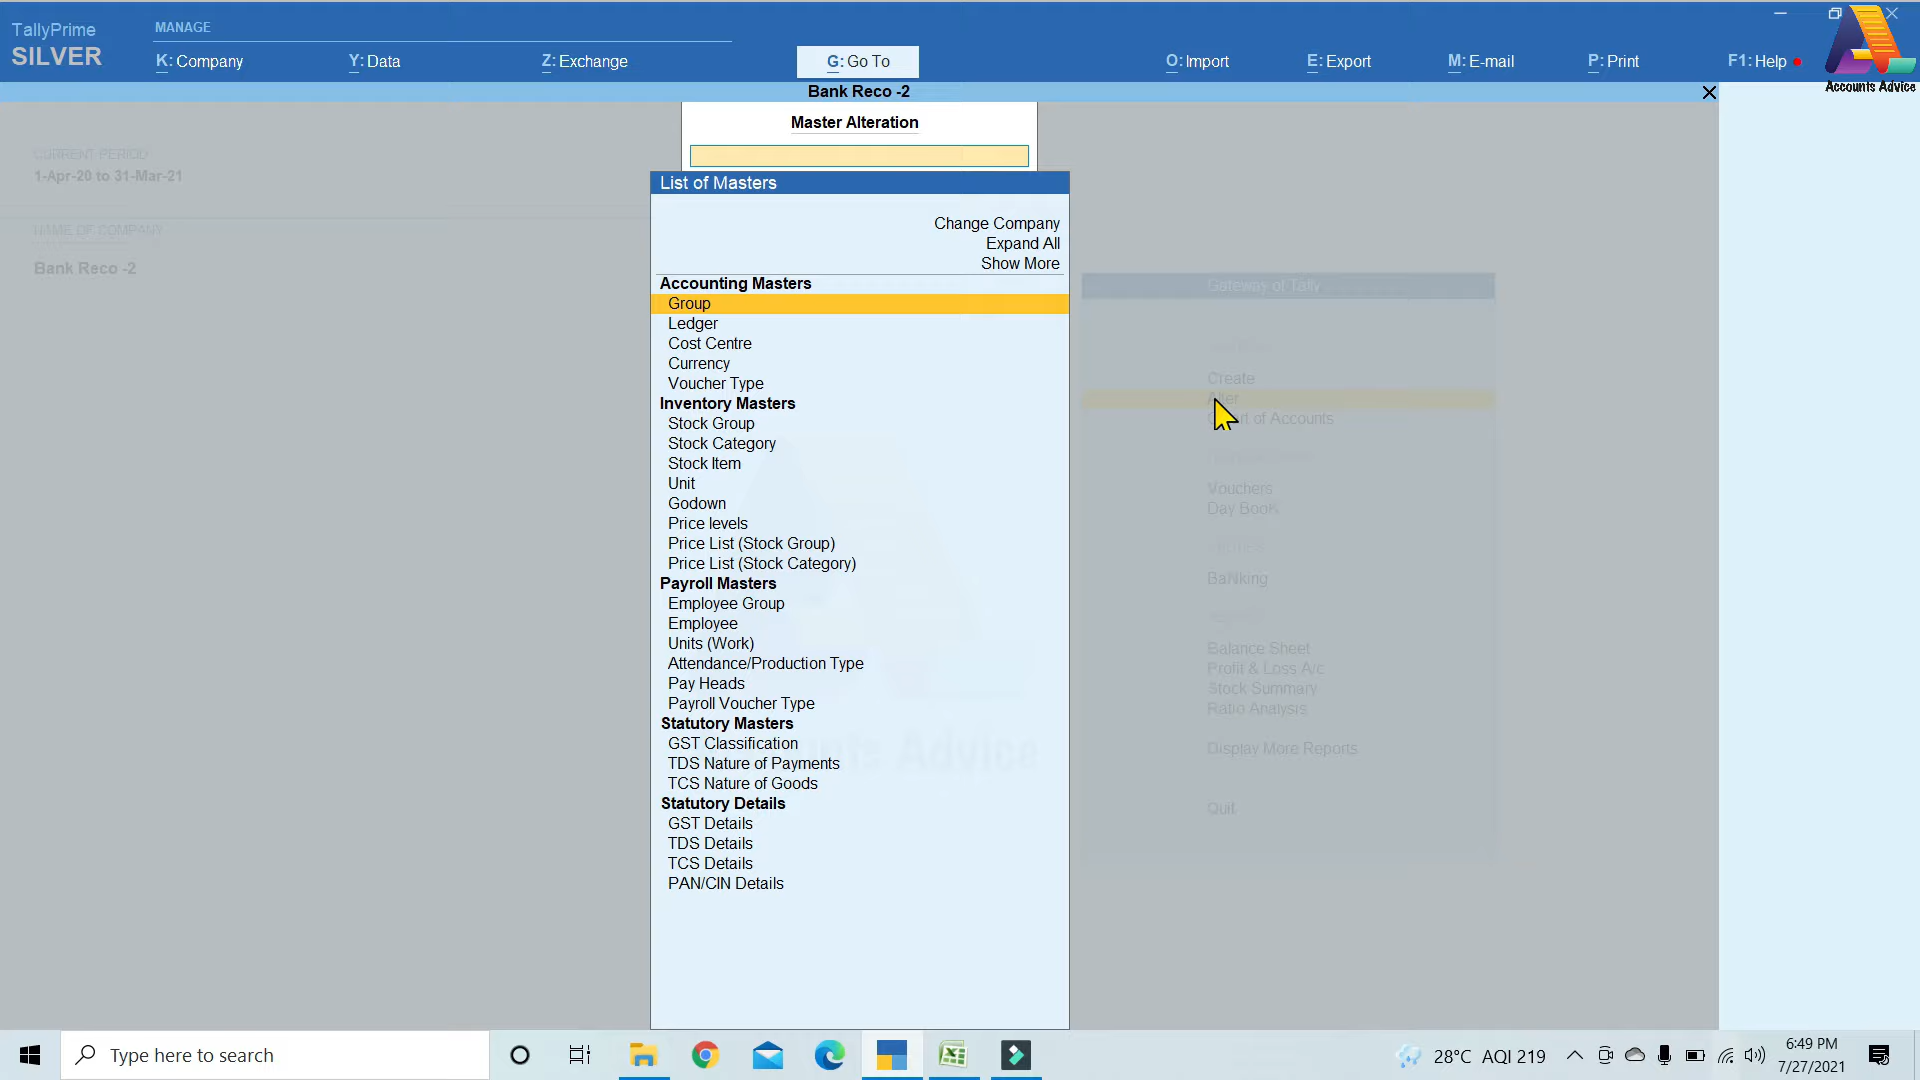 TallyPrime
SILVER
MANAGE
K: Company
Y: Data
Z: Exchange
G: Go To
O: Import
E: Export
M: E-mail
P: Print
F1: Help
Accounts Advice
Bank Reco -2
CURRENT PERIOD
1-Apr-20 to 31-Mar-21
NAME OF COMPANY
Bank Reco -2
Master Alteration
List of Masters
Change Company
Expand All
Show More
Accounting Masters
Group
Ledger
Cost Centre
Currency
Voucher Type
Inventory Masters
Stock Group
Stock Category
Stock Item
Unit
Godown
Price levels
Price List (Stock Group)
Price List (Stock Category)
Payroll Masters
Employee Group
Employee
Units (Work)
Attendance/Production Type
Pay Heads
Payroll Voucher Type
Statutory Masters
GST Classification
TDS Nature of Payments
TCS Nature of Goods
Statutory Details
GST Details
TDS Details
TCS Details
PAN/CIN Details
Gateway of Tally
Create
Alter
of Accounts
Vouchers
Day Book
BaNking
Balance Sheet
Profit & Loss A/c
Stock Summary
Ratio Analysis
Display More Reports
Quit
Type here to search
28°C AQI 219
6:49 PM
7/27/2021